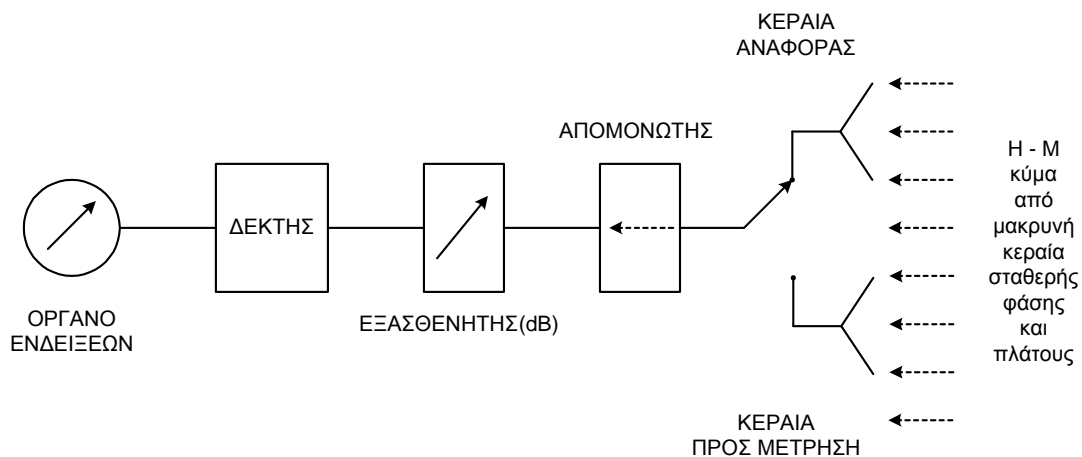 ΚΕΡΑΙΑ
ΑΝΑΦΟΡΑΣ
ΑΠΟΜΟΝΩΤΗΣ
ΔΕΚΤΗΣ
ΟΡΓΑΝΟ
ΕΝΔΕΙΞΕΩΝ
ΕΞΑΣΘΕΝΗΤΗΣ(dB)
Η - Μ
κύμα
από
μακρυνή
κεραία
σταθερής
φάσης
και
πλάτους
ΚΕΡΑΙΑ
ΠΡΟΣ ΜΕΤΡΗΣΗ